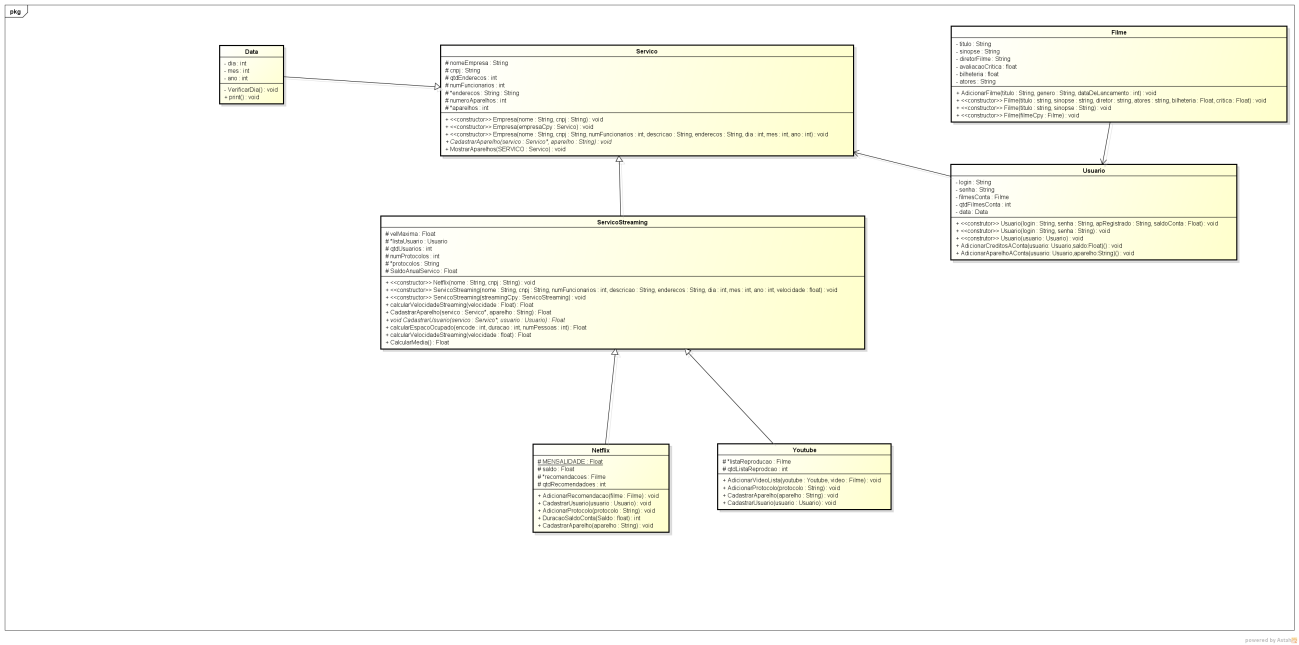 pkg
Data
- dia : int
- mes : int
- ano : int
- VerificarDia() : void
+ print() : void
Servico
# nomeEmpresa : String
# cnpj : String
# qtdEnderecos : int
# numFuncionarios : int
# *enderecos : String : String
# numeroAparelhos : int
# *aparelhos : int
+ <<constructor>> Empresa(nome : String, cnpj : String) : void
+ <<constructor>> Empresa(empresaCpy : Servico) : void
+ <<constructor>> Empresa(nome : String, cnpj : String, numFuncionarios : int, descricao : String, enderecos : String, dia : int, mes : int, ano : int) : void
+ CadastrarAparelho(servico : Servico*, aparelho : String) : void
+ MostrarAparelhos(SERVICO : Servico) : void
Filme
- titulo : String
- sinopse : String
- diretorFilme : String
- avaliacaoCritica : float
- bilheteria : float
- atores : String
+ AdicionarFilme(titulo : String, genero : String, dataDeLancamento : int) : void
+ <<constructor>> Filme(titulo : string, sinopse : string, diretor : string, atores : string, bilheteria : Float, critica : Float) : void
+ <<constructor>> Filme(titulo : string, sinopse : String) : void
+ <<constructor>> Filme(filmeCpy : Filme) : void
Usuario
- login : String
- senha : String
- filmesConta : Filme
- qtdFilmesConta : int
- data : Data
+ <<construtor>> Usuario(login : String, senha : String, apRegistrado : String, saldoConta : Float) : void
+ <<construtor>> Usuario(login : String, senha : String) : void
+ <<construtor>> Usuario(usuario : Usuario) : void
+ AdicionarCreditosAConta(usuario: Usuario,saldo:Float)() : void
+ AdicionarAparelhoAConta(usuario: Usuario,aparelho:String)() : void
ServicoStreaming
# velMaxima : Float
# *listaUsuario : Usuario
# qtdUsuarios : int
# numProtocolos : int
# *protocolos : String
# SaldoAnualServico : Float
+ <<constructor>> Netflix(nome : String, cnpj : String) : void
+ <<constructor>> ServicoStreaming(nome : String, cnpj : String, numFuncionarios : int, descricao : String, enderecos : String, dia : int, mes : int, ano : int, velocidade : float) : void
+ <<constructor>> ServicoStreaming(streamingCpy : ServicoStreaming) : void
+ calcularVelocidadeStreaming(velocidade : Float) : Float
+ CadastrarAparelho(servico : Servico*, aparelho : String) : Float
+ void CadastrarUsuario(servico : Servico*, usuario : Usuario) : Float
+ calcularEspacoOcupado(encode : int, duracao : int, numPessoas : int) : Float
+ calcularVelocidadeStreaming(velocidade : float) : Float
+ CalcularMedia() : Float
Netflix
# MENSALIDADE : Float
# saldo : Float
# *recomendacoes : Filme
# qtdRecomendadoes : int
+ AdicionarRecomendacao(filme : Filme) : void
+ CadastrarUsuario(usuario : Usuario) : void
+ AdicionarProtocolo(protocolo : String) : void
+ DuracaoSaldoConta(Saldo : float) : int
+ CadastrarAparelho(aparelho : String) : void
Youtube
# *listaReproducao : Filme
# qtdListaReprodcao : int
+ AdicionarVideoLista(youtube : Youtube, video : Filme) : void
+ AdicionarProtocolo(protocolo : String) : void
+ CadastrarAparelho(aparelho : String) : void
+ CadastrarUsuario(usuario : Usuario) : void
powered by Astah